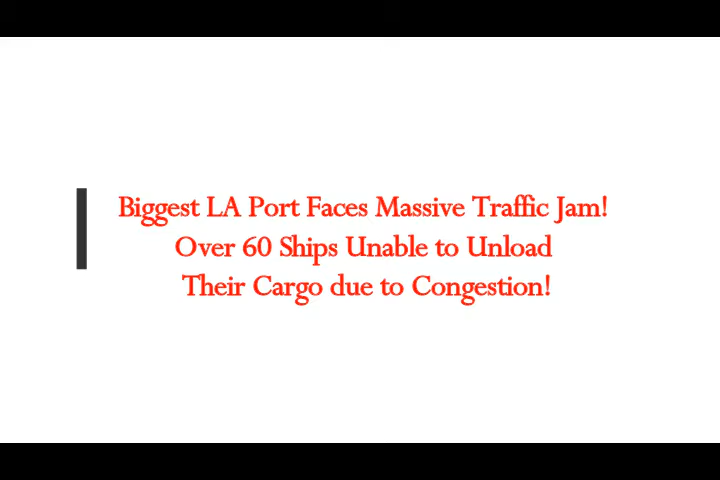 Biggest LA Port Faces Massive Traffic Jam!
Over 60 Ships Unable to Unload
Their Cargo due to Congestion!